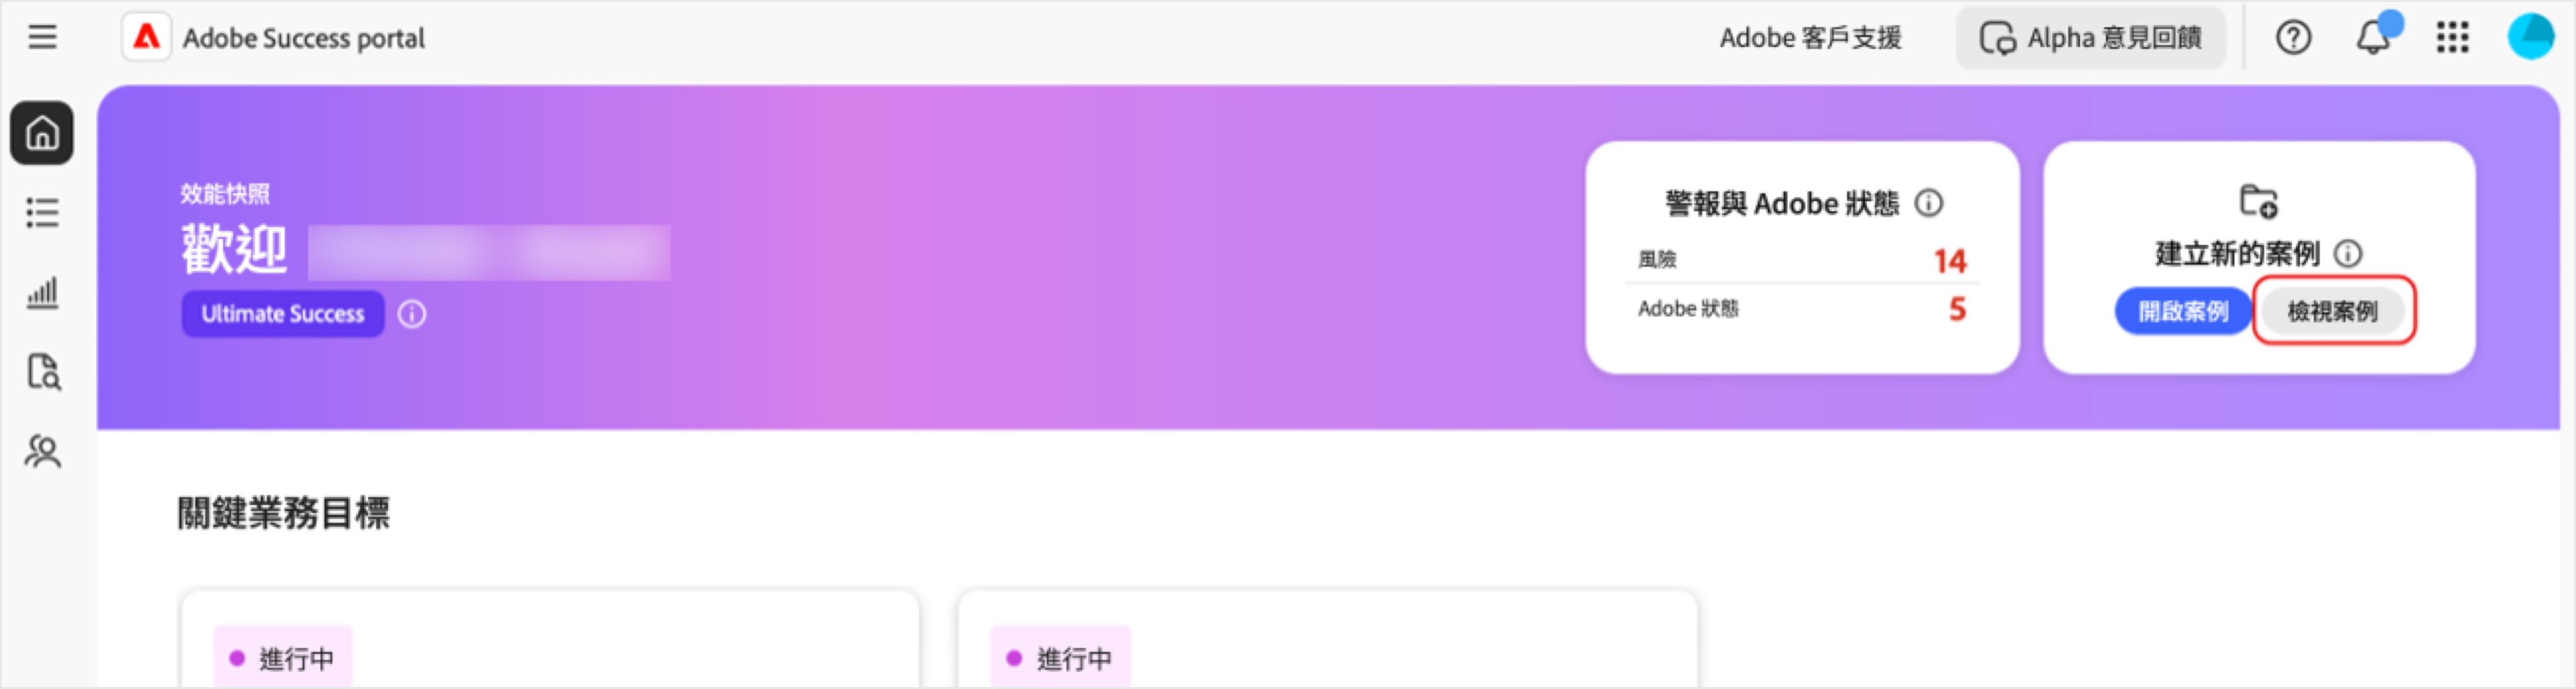 Adobe Success portal
Adobe 客戶支援
Alpha 意見回饋
效能快照
歡迎
Ultimate Success
警報與 Adobe 狀態
風險 14
Adobe 狀態 5
建立新的案例
開啟案例 檢視案例
關鍵業務目標
進行中
進行中